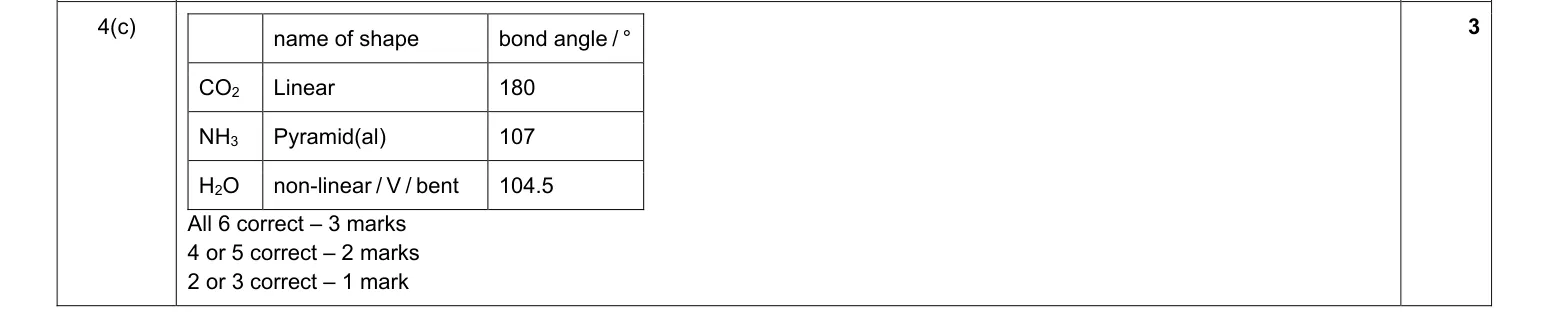 4(c) 3
name of shape bond angle / °
CO₂ Linear 180
NH₃ Pyramid(al) 107
H₂O non-linear / V / bent 104.5
All 6 correct – 3 marks
4 or 5 correct – 2 marks
2 or 3 correct – 1 mark